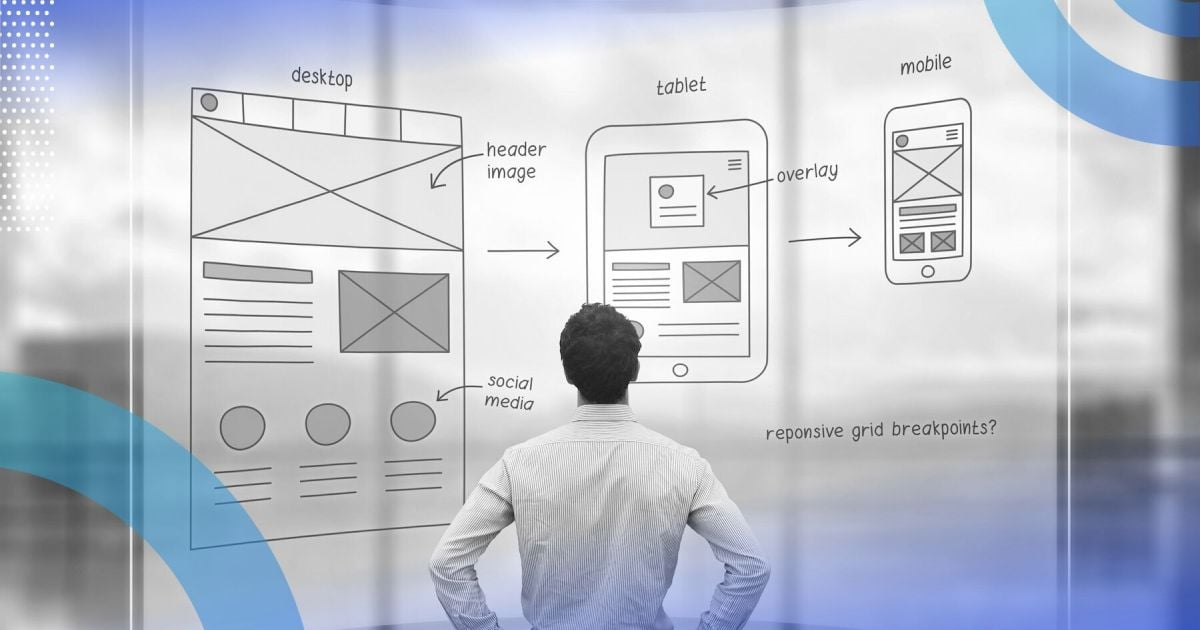 desktop
tablet
mobile
header
image
overlay
social
media
reponsive grid breakpoints?